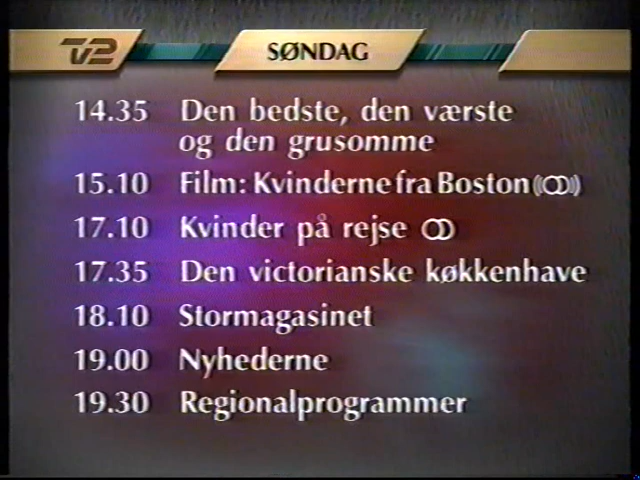 TV2
SØNDAG
14.35 Den bedste, den værste
og den grusomme
15.10 Film: Kvinderne fra Boston
17.10 Kvinder på rejse
17.35 Den victorianske køkkenhave
18.10 Stormagasinet
19.00 Nyhederne
19.30 Regionalprogrammer